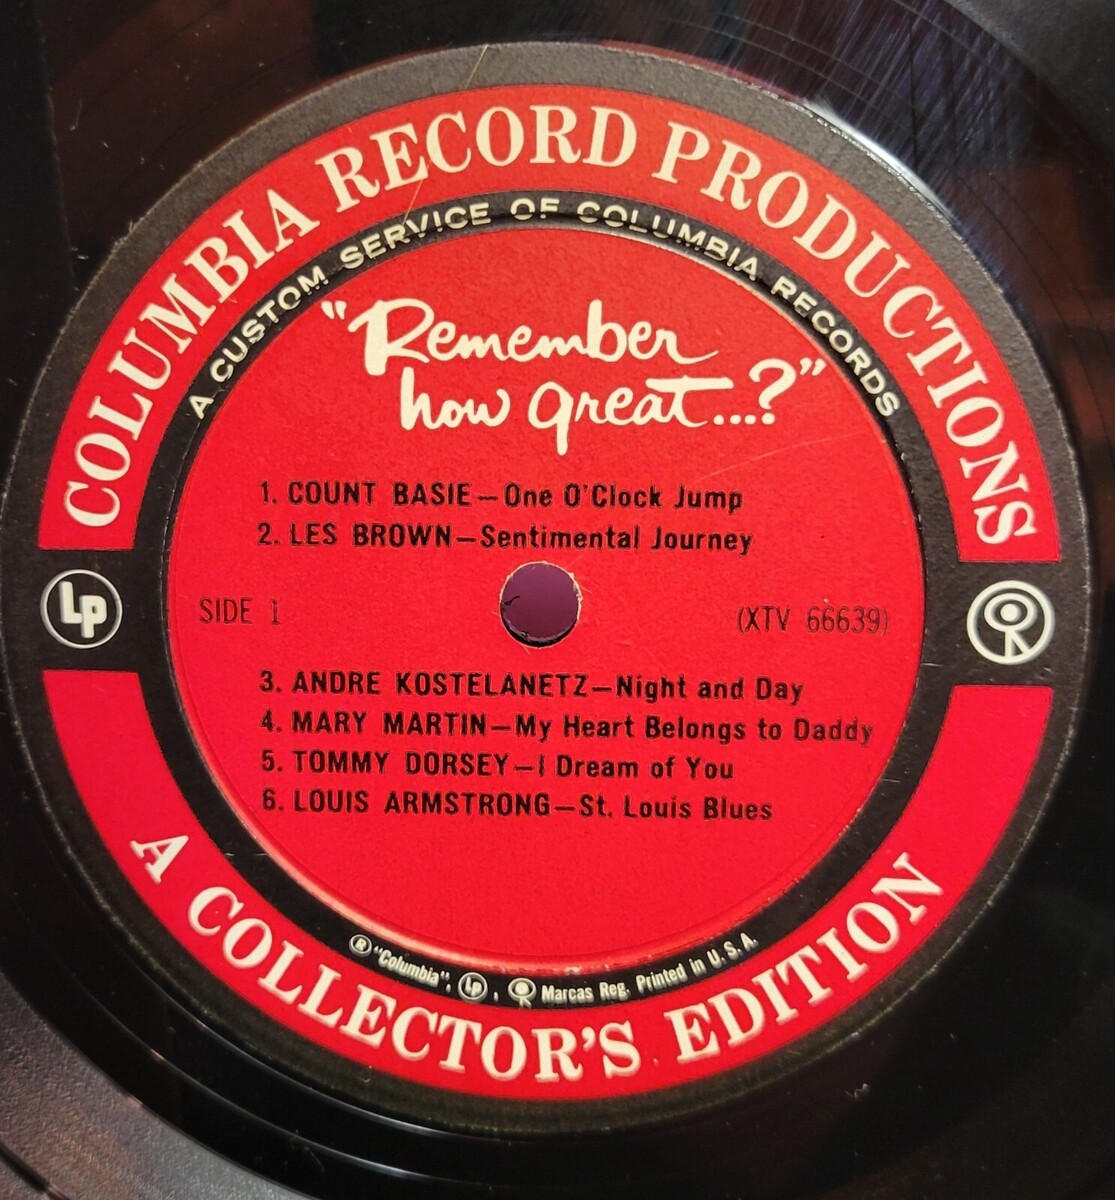 COLUMBIA RECORD PRODUCTIONS
A CUSTOM SERVICE OF COLUMBIA RECORDS
"Remember
how great...?"
1. COUNT BASIE—One O'Clock Jump
2. LES BROWN—Sentimental Journey
Lp
SIDE 1
(XTV 66639)
3. ANDRE KOSTELANETZ—Night and Day
4. MARY MARTIN—My Heart Belongs to Daddy
5. TOMMY DORSEY—I Dream of You
6. LOUIS ARMSTRONG—St. Louis Blues
® "Columbia", Lp, Marcas Reg. Printed in U.S.A.
A COLLECTOR'S EDITION